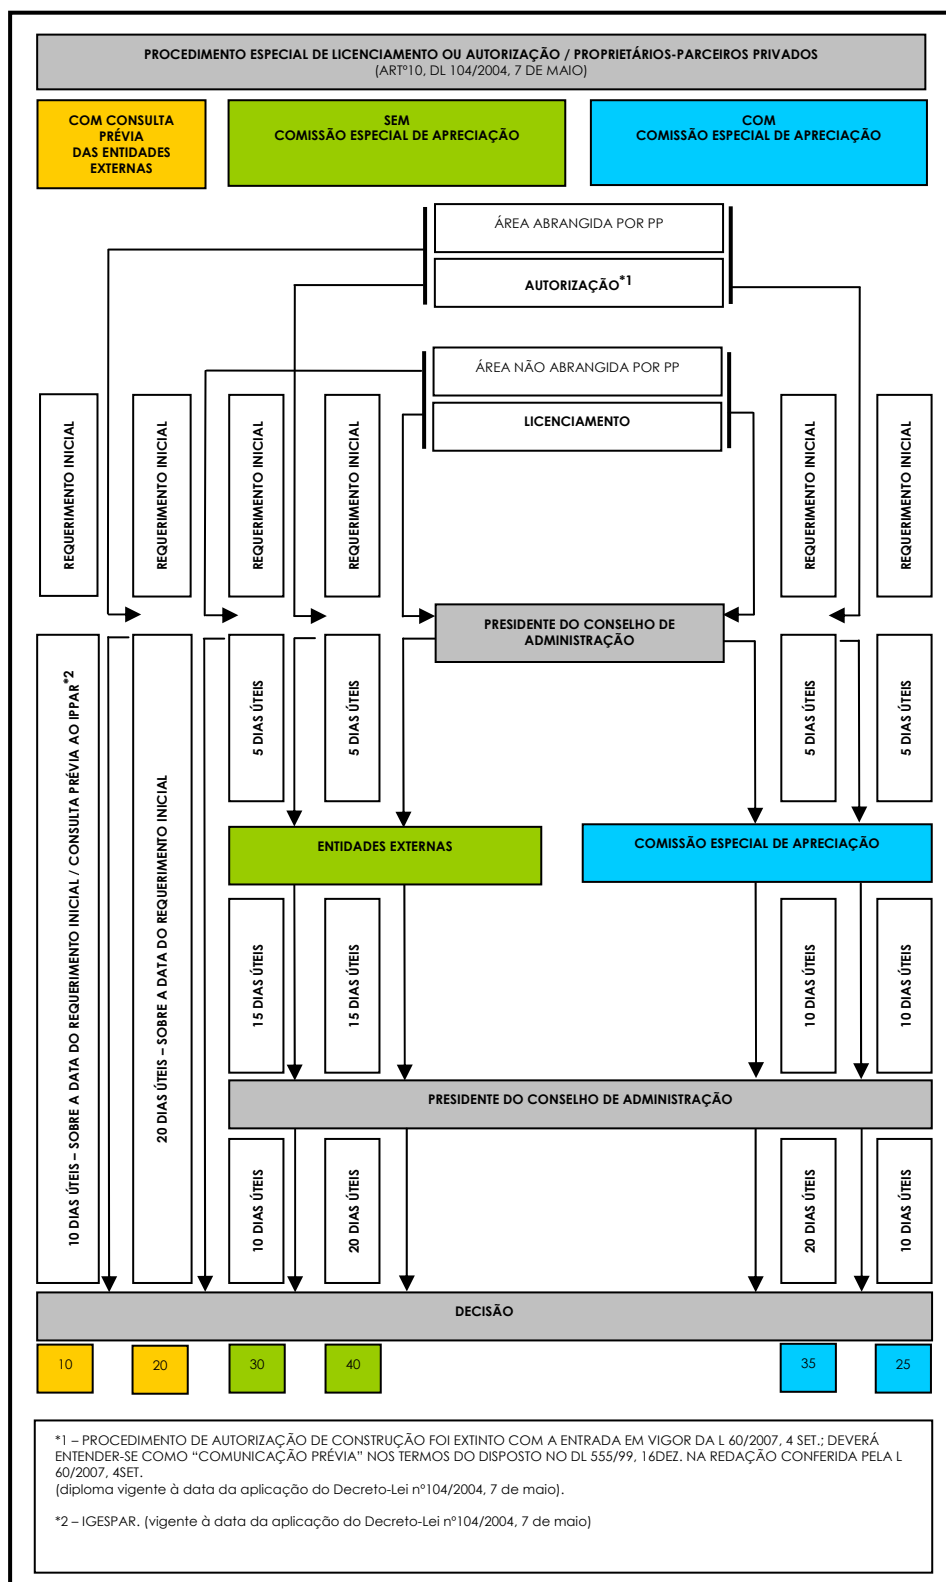 PROCEDIMENTO ESPECIAL DE LICENCIAMENTO OU AUTORIZAÇÃO / PROPRIETÁRIOS-PARCEIROS PRIVADOS
(ARTº10, DL 104/2004, 7 DE MAIO)
COM CONSULTA
PRÉVIA
DAS ENTIDADES
EXTERNAS
SEM
COMISSÃO ESPECIAL DE APRECIAÇÃO
COM
COMISSÃO ESPECIAL DE APRECIAÇÃO
ÁREA ABRANGIDA POR PP
AUTORIZAÇÃO*1
ÁREA NÃO ABRANGIDA POR PP
LICENCIAMENTO
REQUERIMENTO INICIAL
REQUERIMENTO INICIAL
REQUERIMENTO INICIAL
REQUERIMENTO INICIAL
REQUERIMENTO INICIAL
REQUERIMENTO INICIAL
PRESIDENTE DO CONSELHO DE
ADMINISTRAÇÃO
10 DIAS ÚTEIS – SOBRE A DATA DO REQUERIMENTO INICIAL / CONSULTA PRÉVIA AO IPPAR*2
20 DIAS ÚTEIS – SOBRE A DATA DO REQUERIMENTO INICIAL
5 DIAS ÚTEIS
5 DIAS ÚTEIS
5 DIAS ÚTEIS
5 DIAS ÚTEIS
ENTIDADES EXTERNAS
COMISSÃO ESPECIAL DE APRECIAÇÃO
15 DIAS ÚTEIS
15 DIAS ÚTEIS
10 DIAS ÚTEIS
10 DIAS ÚTEIS
PRESIDENTE DO CONSELHO DE ADMINISTRAÇÃO
10 DIAS ÚTEIS
20 DIAS ÚTEIS
20 DIAS ÚTEIS
10 DIAS ÚTEIS
DECISÃO
10
20
30
40
35
25
*1 – PROCEDIMENTO DE AUTORIZAÇÃO DE CONSTRUÇÃO FOI EXTINTO COM A ENTRADA EM VIGOR DA L 60/2007, 4 SET.; DEVERÁ
ENTENDER-SE COMO “COMUNICAÇÃO PRÉVIA” NOS TERMOS DO DISPOSTO NO DL 555/99, 16DEZ. NA REDAÇÃO CONFERIDA PELA L
60/2007, 4SET.
(diploma vigente à data da aplicação do Decreto-Lei nº104/2004, 7 de maio).
*2 – IGESPAR. (vigente à data da aplicação do Decreto-Lei nº104/2004, 7 de maio)